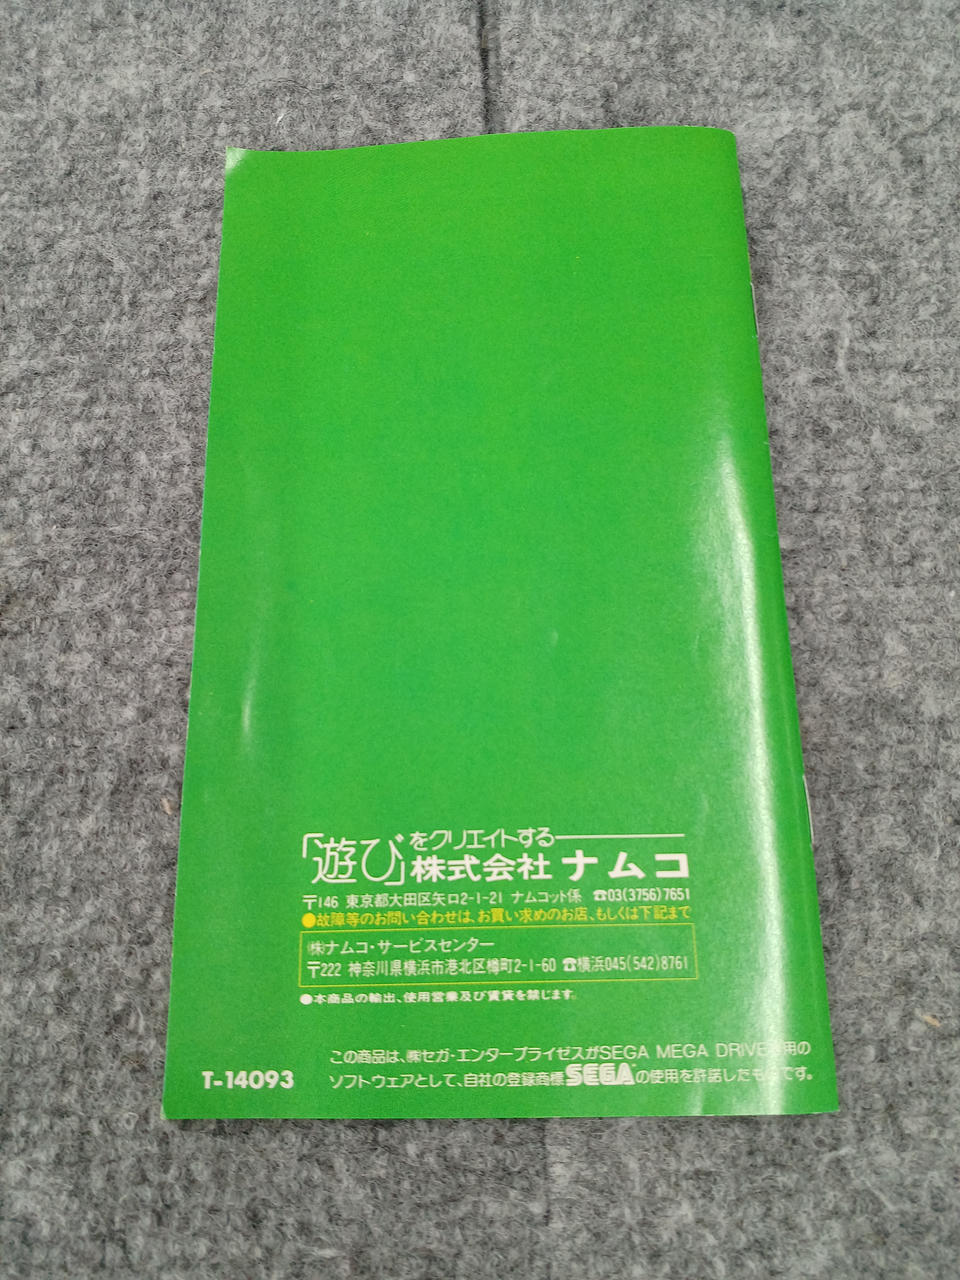 「遊び」をクリエイトする
株式会社 ナムコ
〒146 東京都大田区矢口2-1-21 ナムコット係 ☎03(3756)7651
●故障等のお問い合わせは、お買い求めのお店、もしくは下記まで
㈱ナムコ・サービスセンター
〒222 神奈川県横浜市港北区樽町2-1-60 ☎横浜045(542)8761
●本商品の輸出、使用営業及び賃貸を禁じます。
この商品は、㈱セガ・エンタープライゼスがSEGA MEGA DRIVE専用の
ソフトウェアとして、自社の登録商標SEGAの使用を許諾したものです。
T-14093